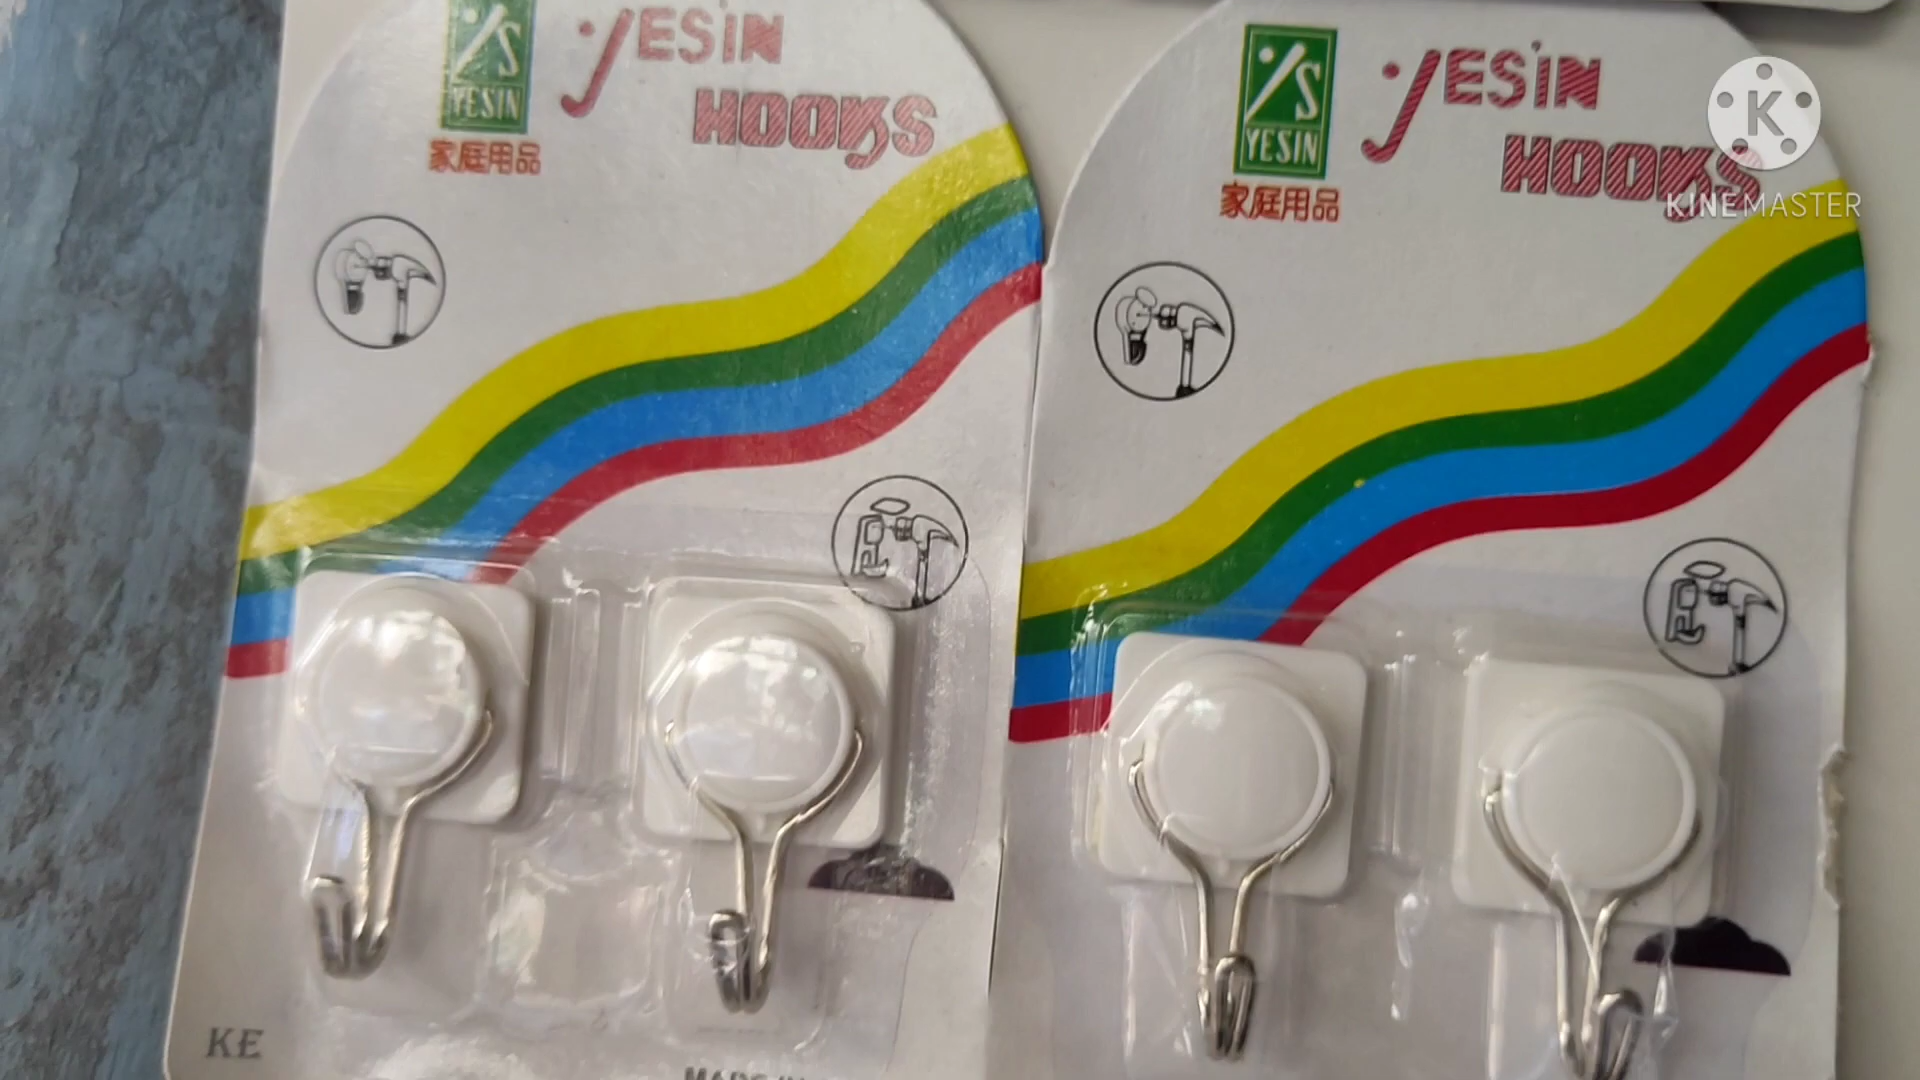 YS
YESIN
家庭用品
YESiN
HOOKS
KE
YS
YESIN
家庭用品
YESiN
HOOKS
K
KINEMASTER